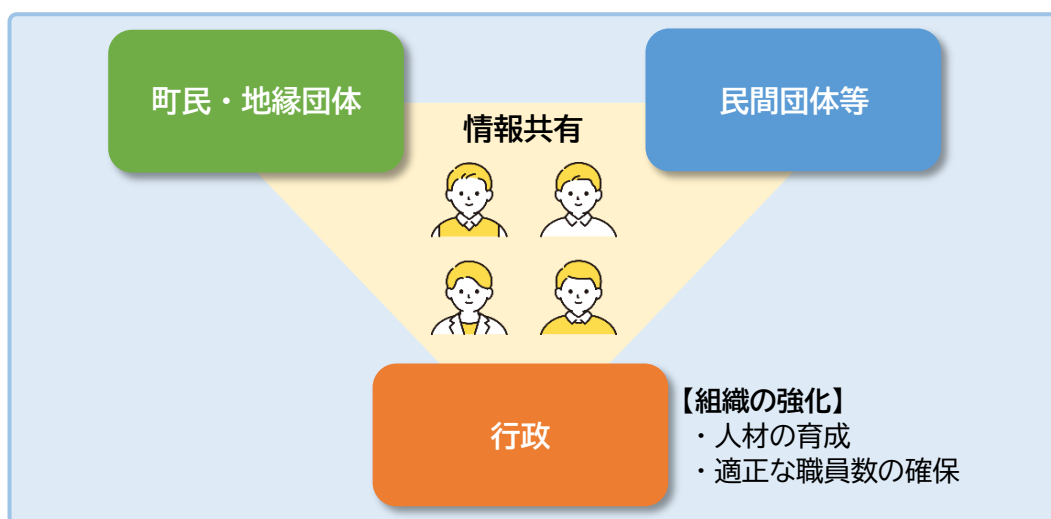 町民・地縁団体
民間団体等
情報共有
行政
【組織の強化】
・人材の育成
・適正な職員数の確保